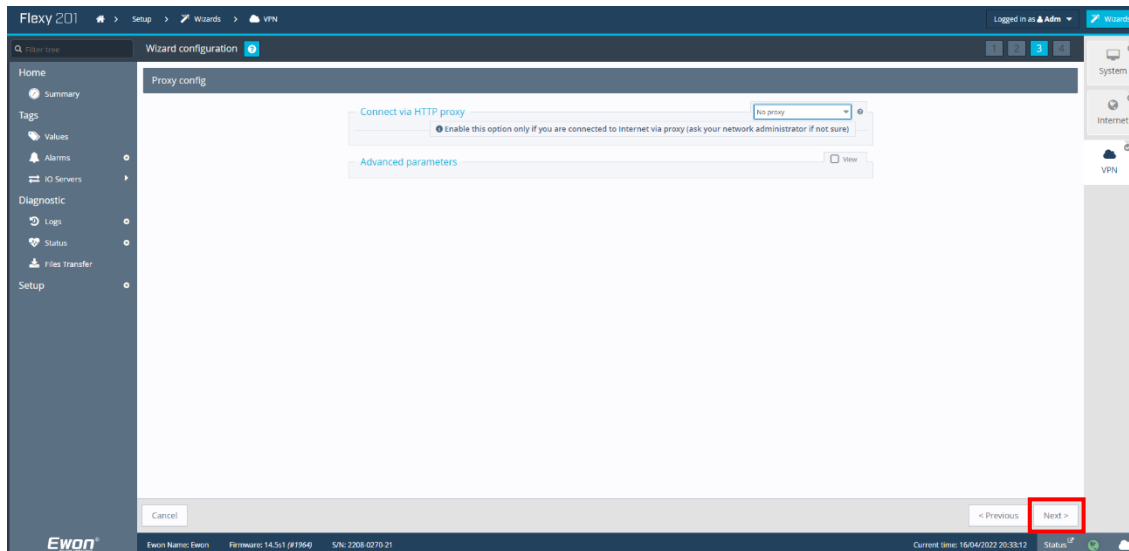 Flexy 201 > Setup > Wizards > VPN
Logged in as Adm
Wizards
Filter tree
Wizard configuration
1 2 3 4
System
Internet
VPN
Home
Summary
Tags
Values
Alarms
IO Servers
Diagnostic
Logs
Status
Files Transfer
Setup
Proxy config
Connect via HTTP proxy
No proxy
Enable this option only if you are connected to Internet via proxy (ask your network administrator if not sure)
Advanced parameters
View
Cancel
< Previous
Next >
Ewon®
Ewon Name: Ewon Firmware: 14.5s1 (#1964) S/N: 2208-0270-21
Current time: 16/04/2022 20:33:12 Status